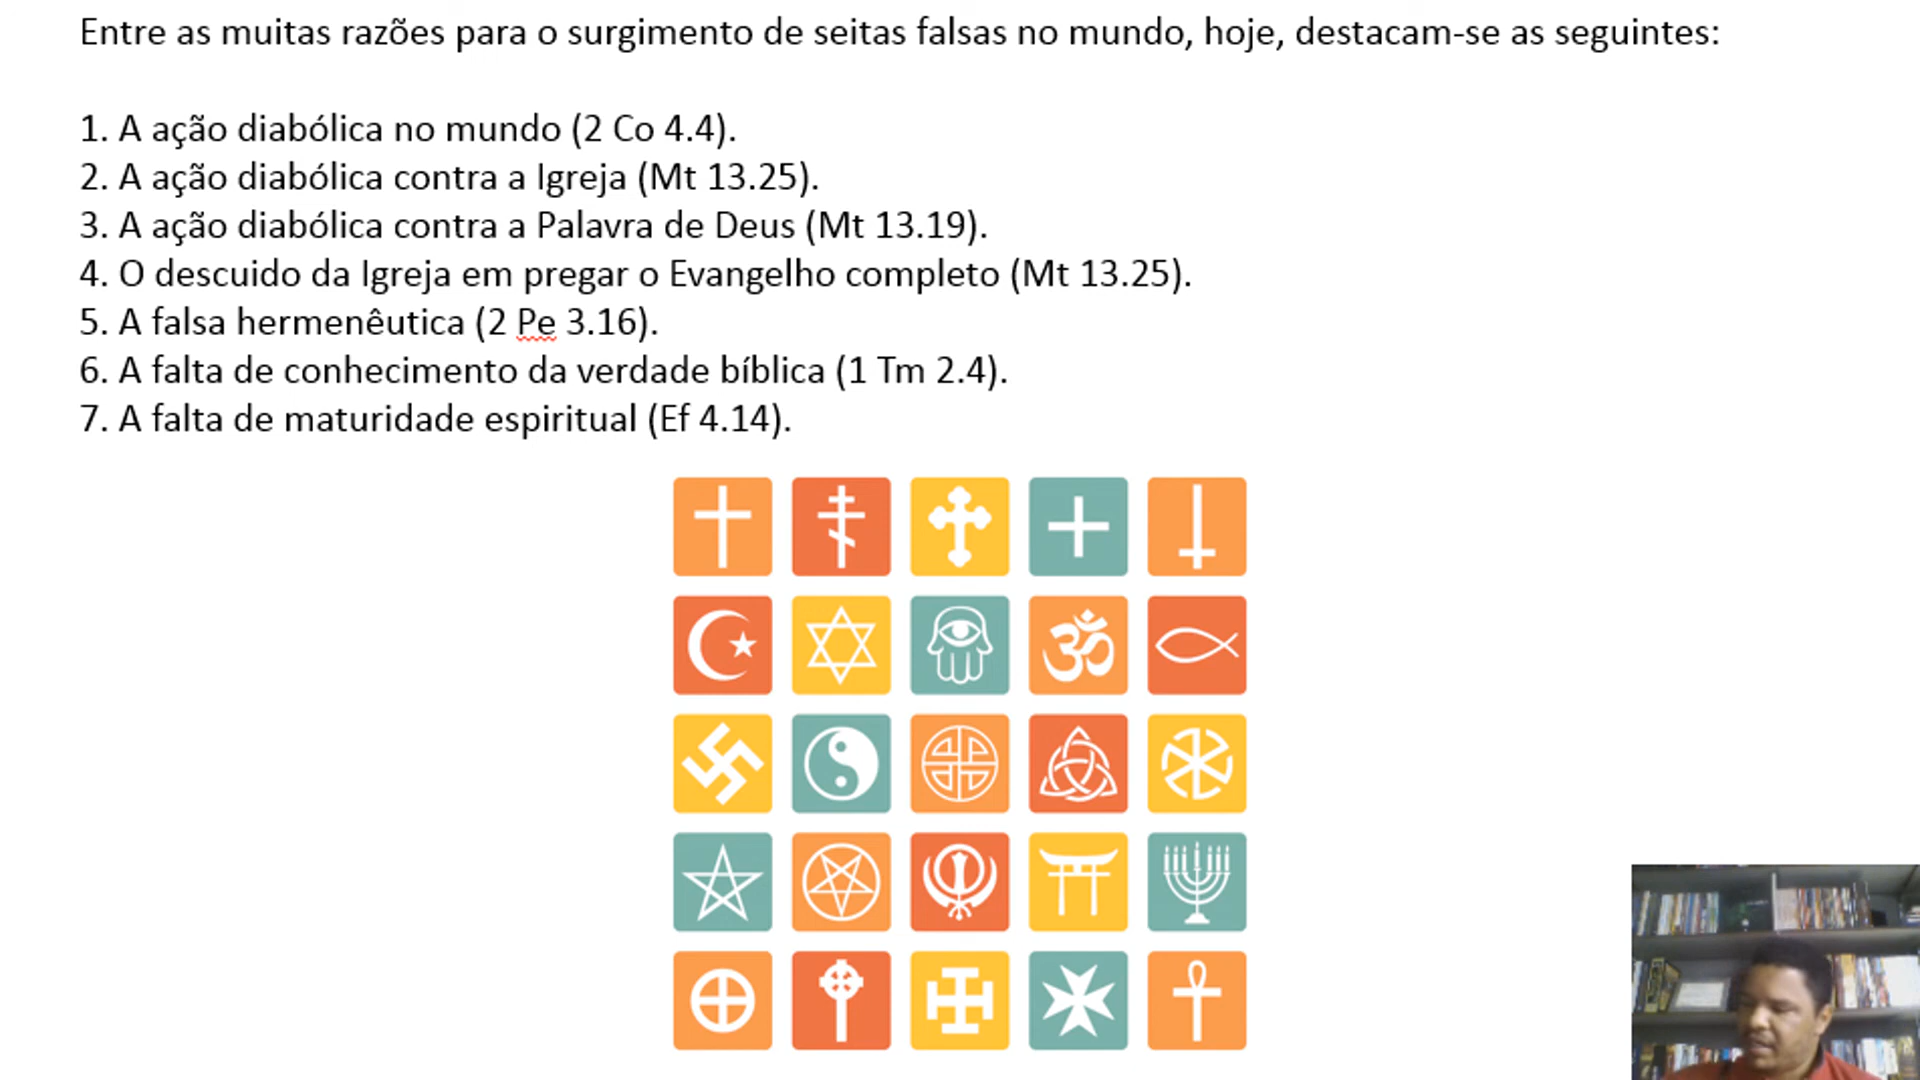 Entre as muitas razões para o surgimento de seitas falsas no mundo, hoje, destacam-se as seguintes:
1. A ação diabólica no mundo (2 Co 4.4).
2. A ação diabólica contra a Igreja (Mt 13.25).
3. A ação diabólica contra a Palavra de Deus (Mt 13.19).
4. O descuido da Igreja em pregar o Evangelho completo (Mt 13.25).
5. A falsa hermenêutica (2 Pe 3.16).
6. A falta de conhecimento da verdade bíblica (1 Tm 2.4).
7. A falta de maturidade espiritual (Ef 4.14).
ॐ